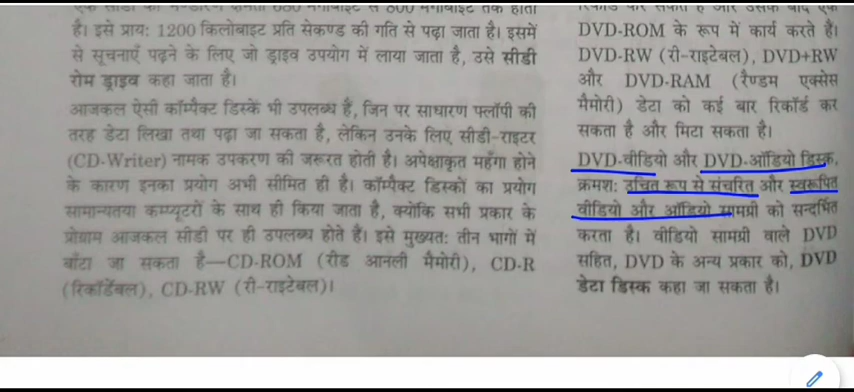 है। इसे प्राय: 1200 किलोबाइट प्रति सेकण्ड की गति से पढ़ा जाता है। इसमें
से सूचनाएँ पढ़ने के लिए जो ड्राइव उपयोग में लाया जाता है, उसे सीडी
रोम ड्राइव कहा जाता है।
आजकल ऐसी कॉम्पैक्ट डिस्कें भी उपलब्ध हैं, जिन पर साधारण फ्लॉपी की
तरह डेटा लिखा तथा पढ़ा जा सकता है, लेकिन उनके लिए सीडी-राइटर
(CD-Writer) नामक उपकरण की जरूरत होती है। अपेक्षाकृत महँगा होने
के कारण इनका प्रयोग अभी सीमित ही है। कॉम्पैक्ट डिस्कों का प्रयोग
सामान्यतया कम्प्यूटरों के साथ ही किया जाता है, क्योंकि सभी प्रकार के
प्रोग्राम आजकल सीडी पर ही उपलब्ध होते हैं। इसे मुख्यत: तीन भागों में
बाँटा जा सकता है—CD-ROM (रीड आनली मैमोरी), CD-R
(रिकॉर्डेबल), CD-RW (री-राइटेबल)।
DVD-ROM के रूप में कार्य करते हैं।
DVD-RW (री-राइटेबल), DVD+RW
और DVD-RAM (रैण्डम एक्सेस
मैमोरी) डेटा को कई बार रिकॉर्ड कर
सकता है और मिटा सकता है।
DVD-वीडियो और DVD-ऑडियो डिस्क,
क्रमश: उचित रूप से संचरित और स्वरूपित
वीडियो और ऑडियो सामग्री को सन्दर्भित
करता है। वीडियो सामग्री वाले DVD
सहित, DVD के अन्य प्रकार को, DVD
डेटा डिस्क कहा जा सकता है।